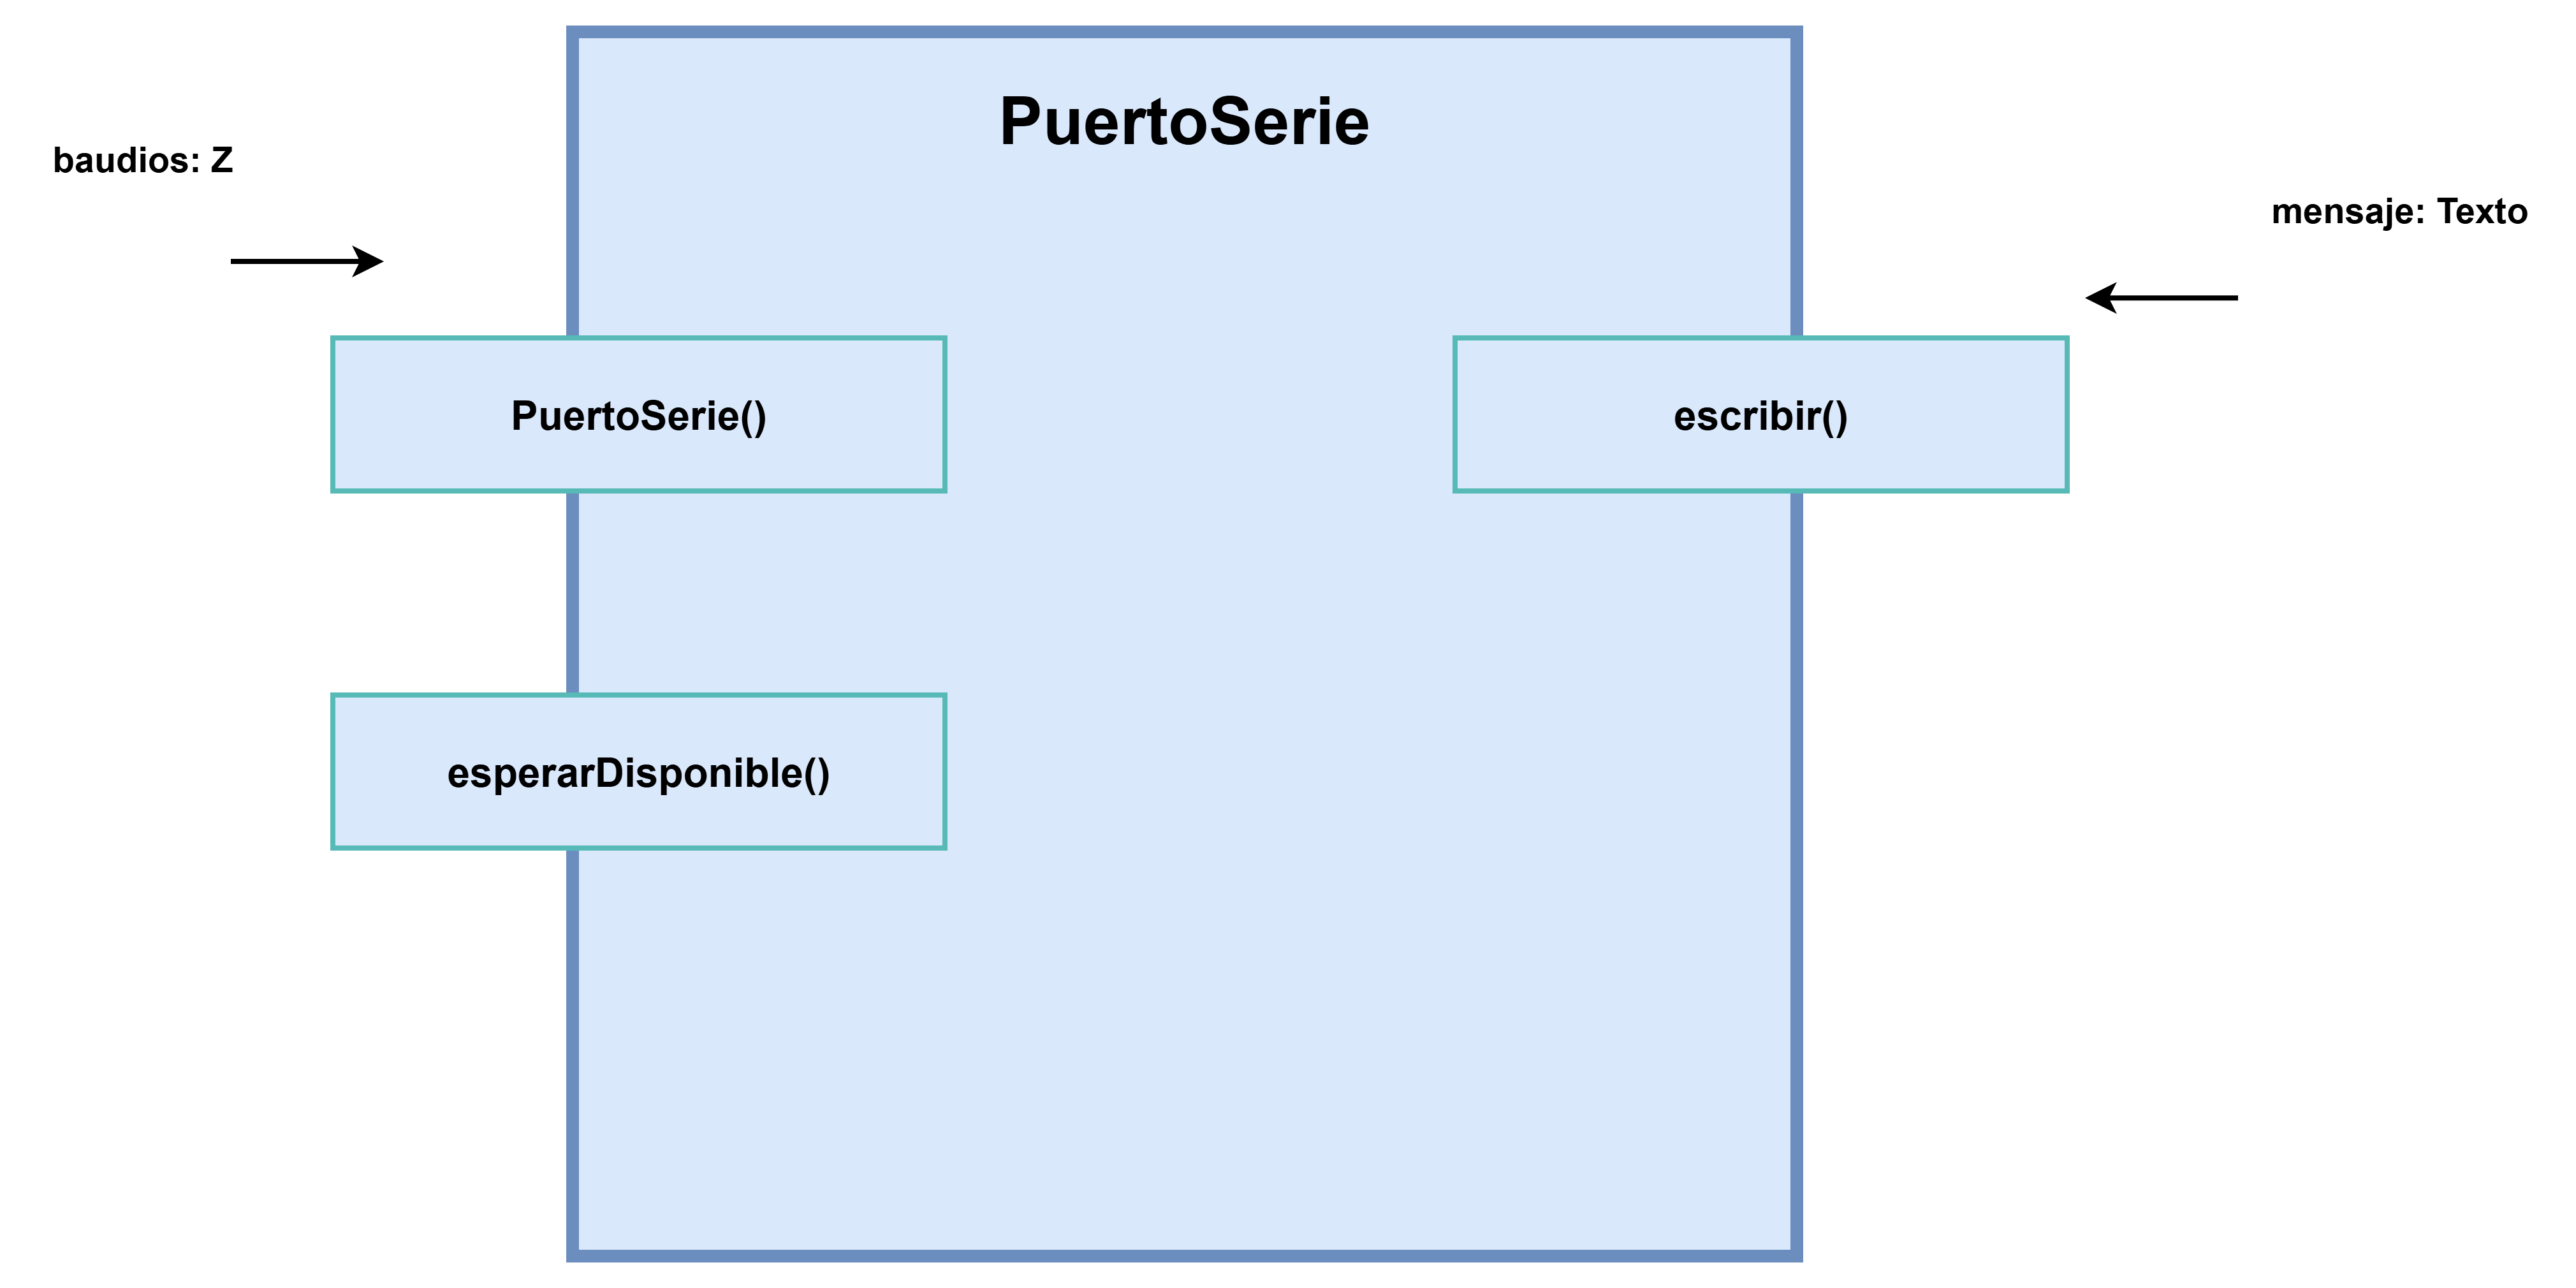 PuertoSerie
baudios: Z
mensaje: Texto
PuertoSerie()
escribir()
esperarDisponible()